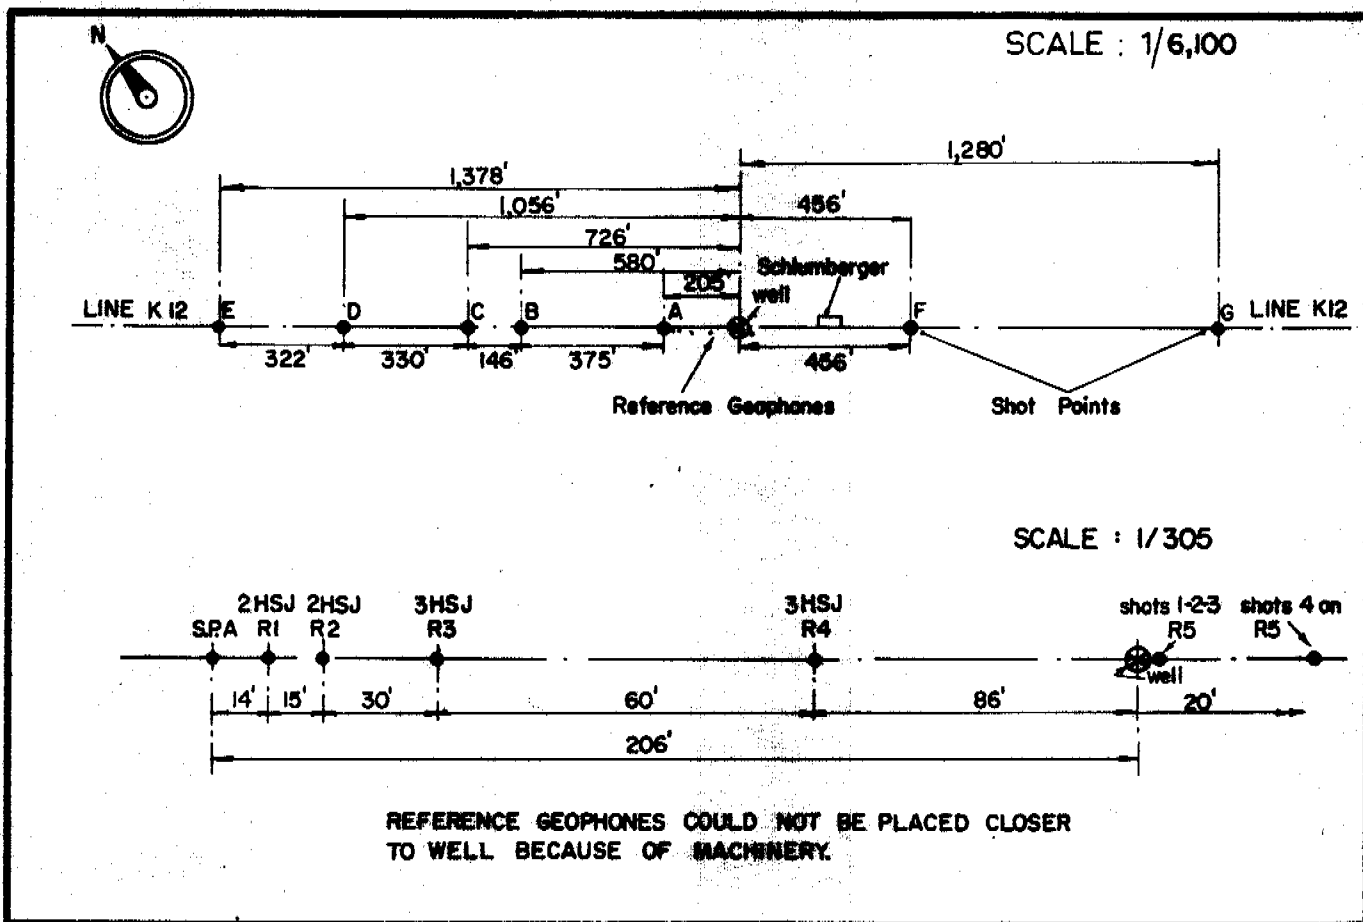 N
SCALE : 1/6,100
1,280'
1,378'
1,056'
456'
726'
580'
Schlumberger
205'
well
LINE K12
E
D
C
B
A
F
G
LINE K12
322'
330'
146'
375'
456'
Reference Geophones
Shot Points
SCALE : 1/305
2HSJ
2HSJ
3HSJ
3HSJ
shots 1-2-3
shots 4 on
S.P.A
R1
R2
R3
R4
R5
R5
well
14'
15'
30'
60'
86'
20'
206'
REFERENCE GEOPHONES COULD NOT BE PLACED CLOSER
TO WELL BECAUSE OF MACHINERY.